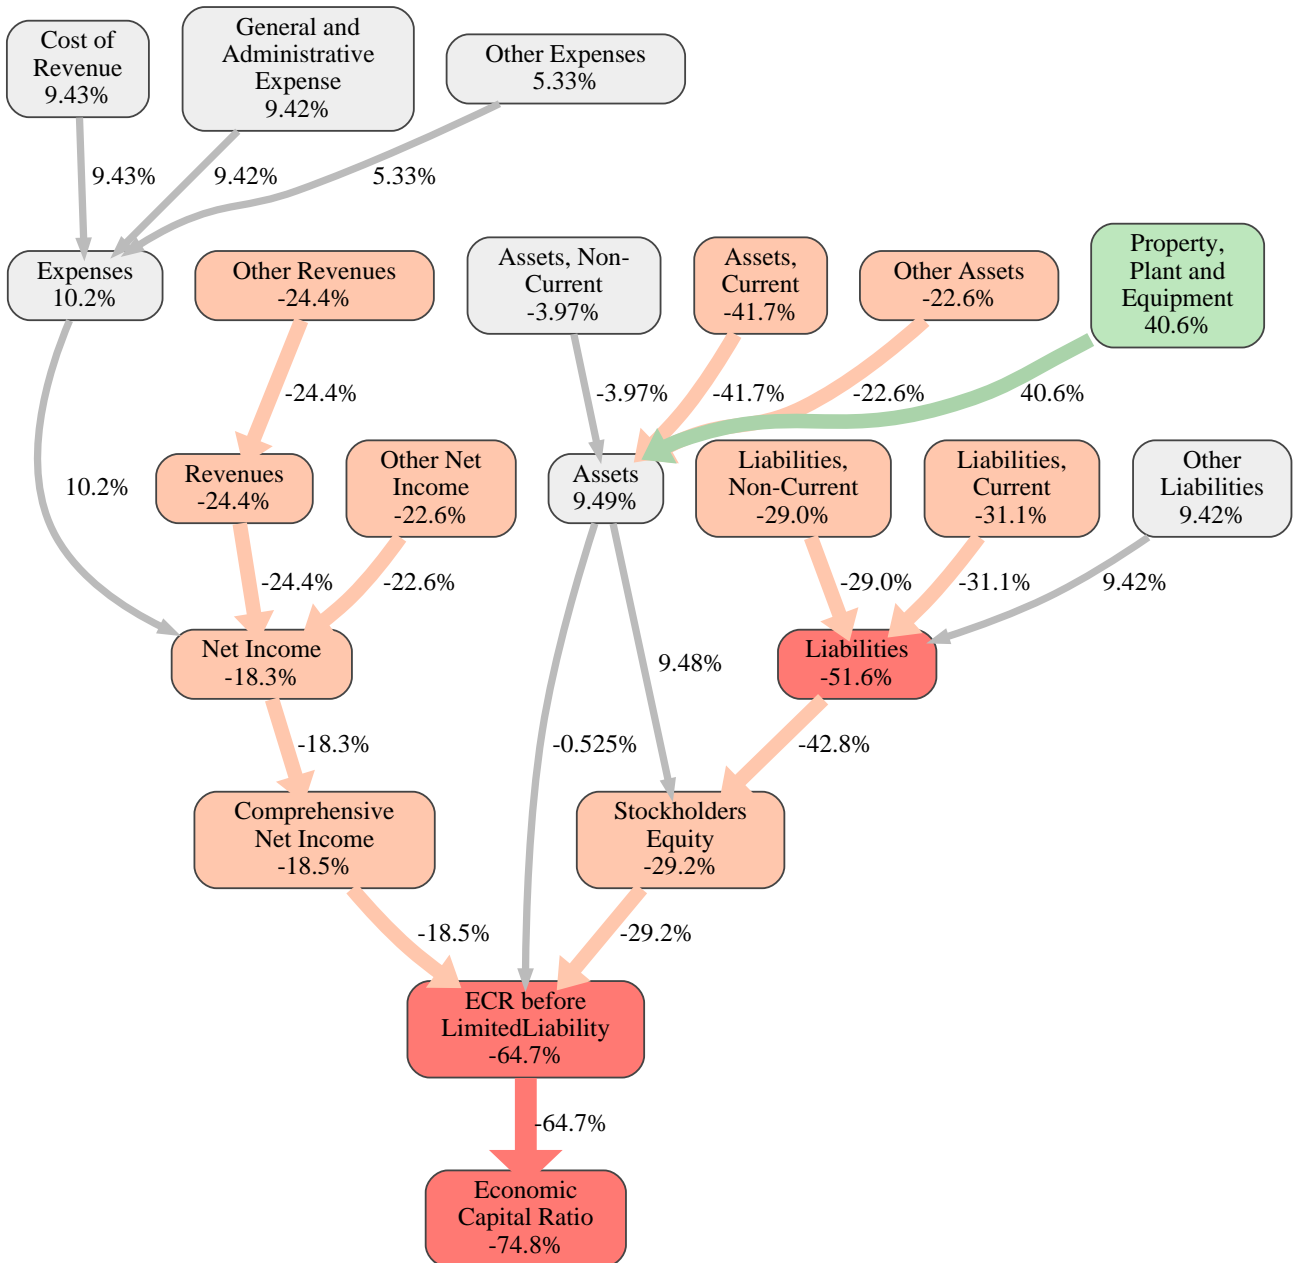 Cost of
Revenue
9.43%
General and
Administrative
Expense
9.42%
Other Expenses
5.33%
9.43%
9.42%
5.33%
Expenses
10.2%
Other Revenues
-24.4%
Assets, Non-
Current
-3.97%
Assets,
Current
-41.7%
Other Assets
-22.6%
Property,
Plant and
Equipment
40.6%
-24.4%
-3.97%
-41.7%
-22.6%
40.6%
10.2%
Revenues
-24.4%
Other Net
Income
-22.6%
Assets
9.49%
Liabilities,
Non-Current
-29.0%
Liabilities,
Current
-31.1%
Other
Liabilities
9.42%
-24.4%
-22.6%
-29.0%
-31.1%
9.42%
Net Income
-18.3%
9.48%
Liabilities
-51.6%
-18.3%
-0.525%
-42.8%
Comprehensive
Net Income
-18.5%
Stockholders
Equity
-29.2%
-18.5%
-29.2%
ECR before
LimitedLiability
-64.7%
-64.7%
Economic
Capital Ratio
-74.8%